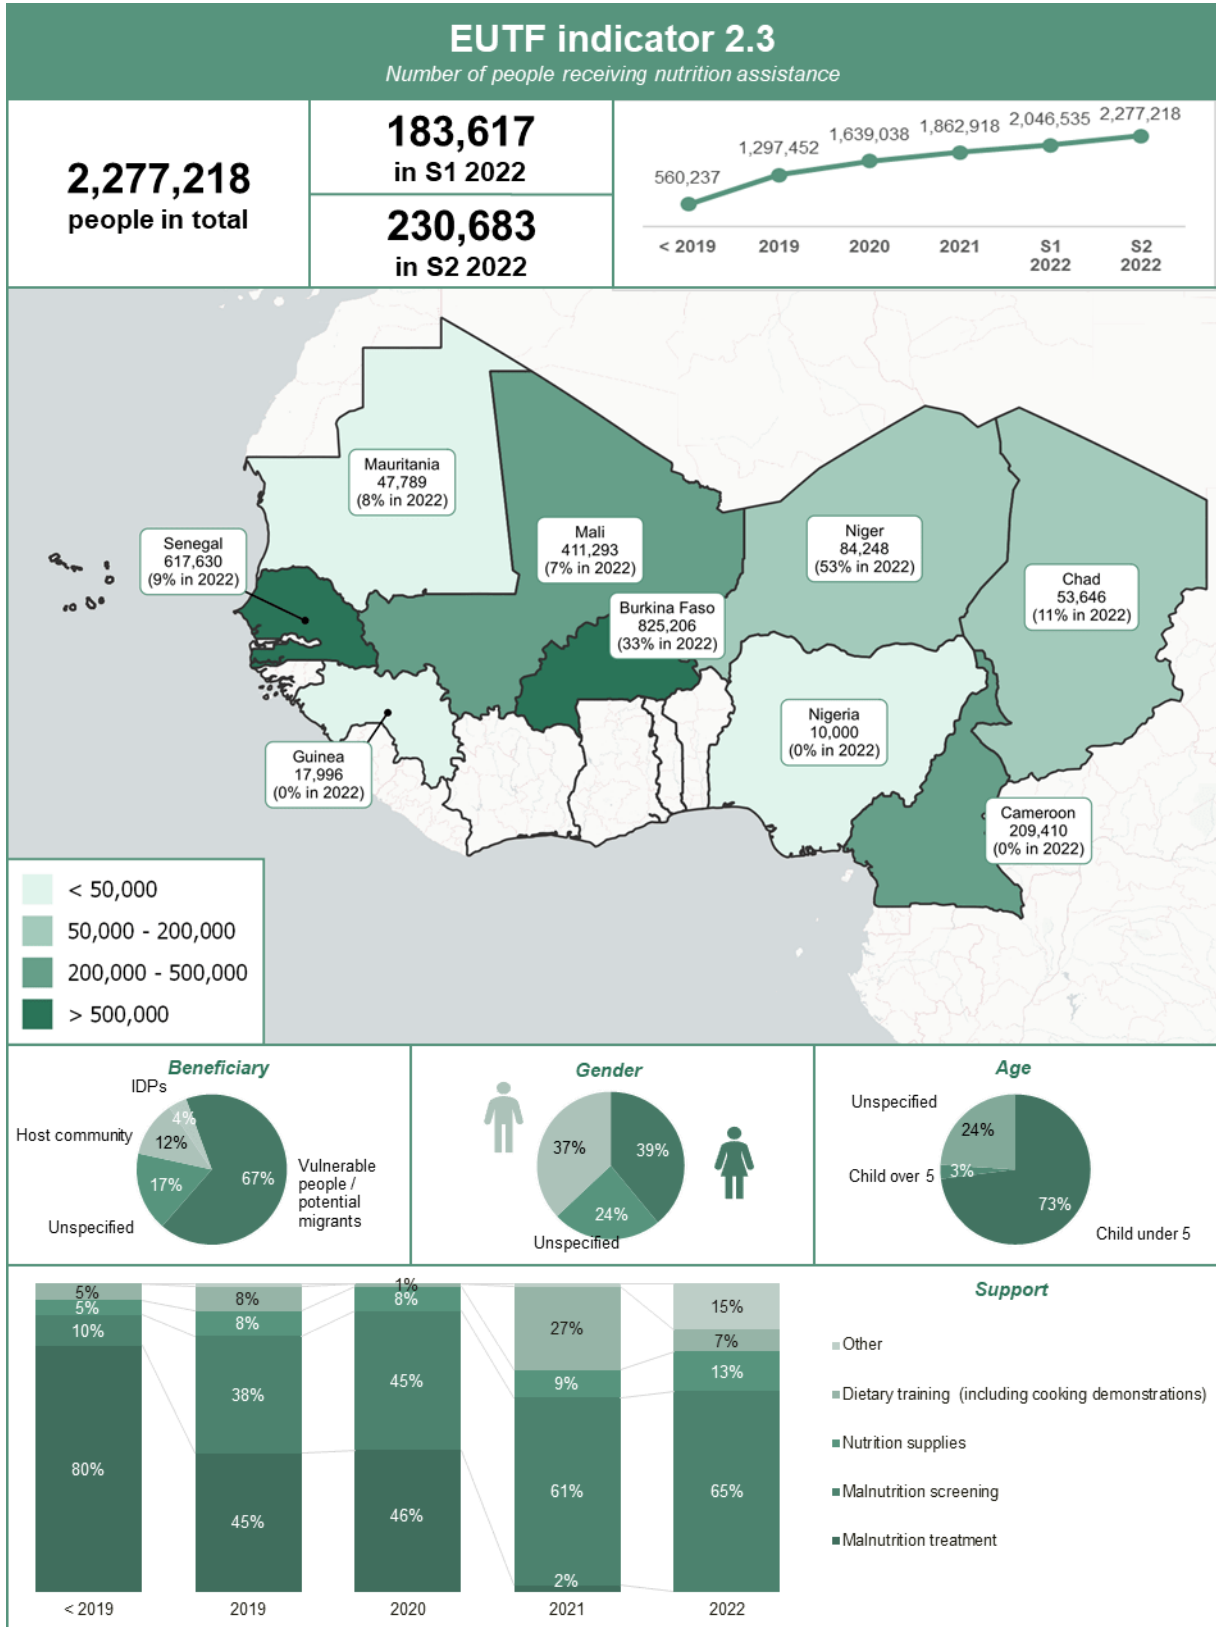 EUTF indicator 2.3
Number of people receiving nutrition assistance
2,277,218
people in total
183,617
in S1 2022
230,683
in S2 2022
560,237
1,297,452
1,639,038
1,862,918
2,046,535
2,277,218
< 2019
2019
2020
2021
S1
2022
S2
2022
Mauritania
47,789
(8% in 2022)
Senegal
617,630
(9% in 2022)
Mali
411,293
(7% in 2022)
Niger
84,248
(53% in 2022)
Chad
53,646
(11% in 2022)
Burkina Faso
825,206
(33% in 2022)
Nigeria
10,000
(0% in 2022)
Guinea
17,996
(0% in 2022)
Cameroon
209,410
(0% in 2022)
< 50,000
50,000 - 200,000
200,000 - 500,000
> 500,000
Beneficiary
IDPs
4%
Host community
12%
17%
67%
Vulnerable
people /
potential
migrants
Unspecified
Gender
37%
39%
24%
Unspecified
Age
Unspecified
24%
Child over 5
3%
73%
Child under 5
5%
5%
10%
80%
8%
8%
38%
45%
1%
8%
45%
46%
27%
9%
61%
2%
15%
7%
13%
65%
< 2019
2019
2020
2021
2022
Support
Other
Dietary training (including cooking demonstrations)
Nutrition supplies
Malnutrition screening
Malnutrition treatment